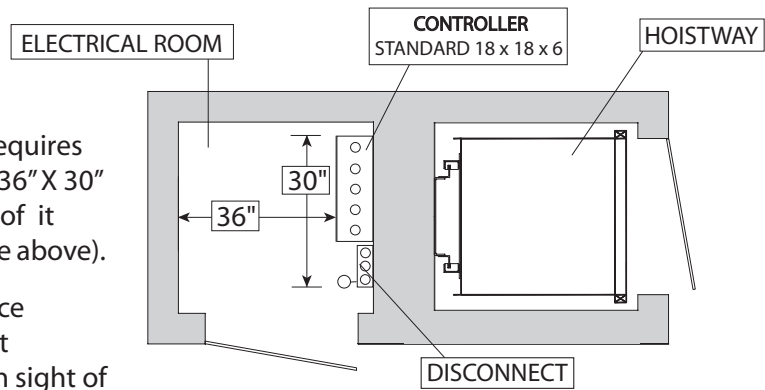 ELECTRICAL ROOM
CONTROLLER
STANDARD 18 x 18 x 6
HOISTWAY
equires
36” X 30”
of it
e above).
ce
t
n sight of
30"
36"
DISCONNECT